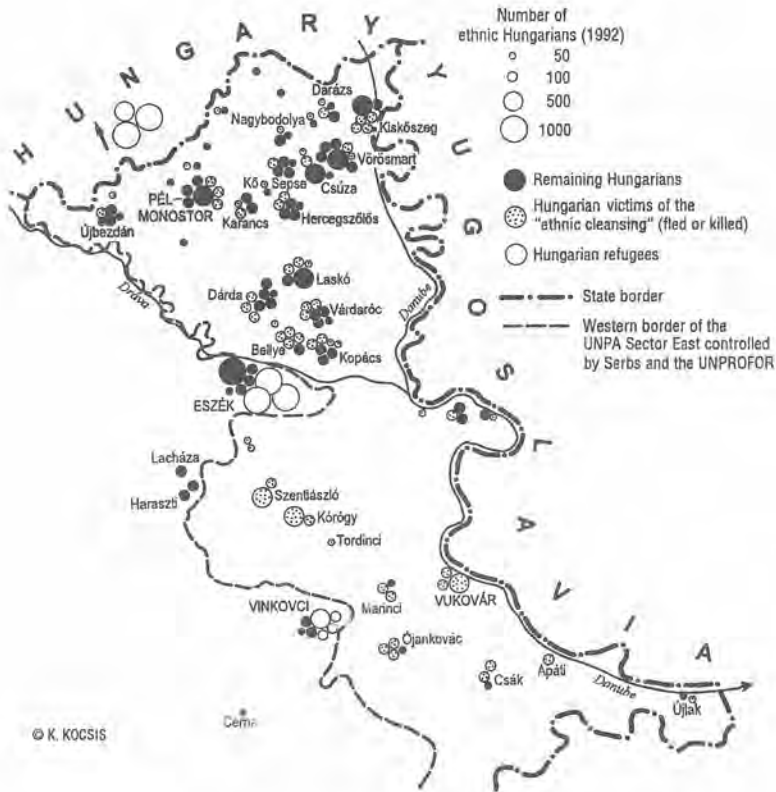 Number of
ethnic Hungarians (1992)
50
100
500
1000
Remaining Hungarians
Hungarian victims of the
"ethnic cleansing" (fled or killed)
Hungarian refugees
State border
Western border of the
UNPA Sector East controlled
by Serbs and the UNPROFOR
HUNGARY
YUGOSLAVIA
Darázs
Nagybodolya
Kiskőszeg
Vörösmart
Kő
Sepse
Csúza
PÉL-
MONOSTOR
Karancs
Hercegszőlős
Újbezdán
Dráva
Laskó
Dárda
Várdaróc
Danube
Bellye
Kopács
ESZÉK
Lacháza
Haraszti
Szentlászló
Kórógy
Tordinci
VINKOVCI
Marinci
VUKOVÁR
Ójankovác
Csák
Apáti
Danube
Újlak
Cerna
© K. KOCSIS